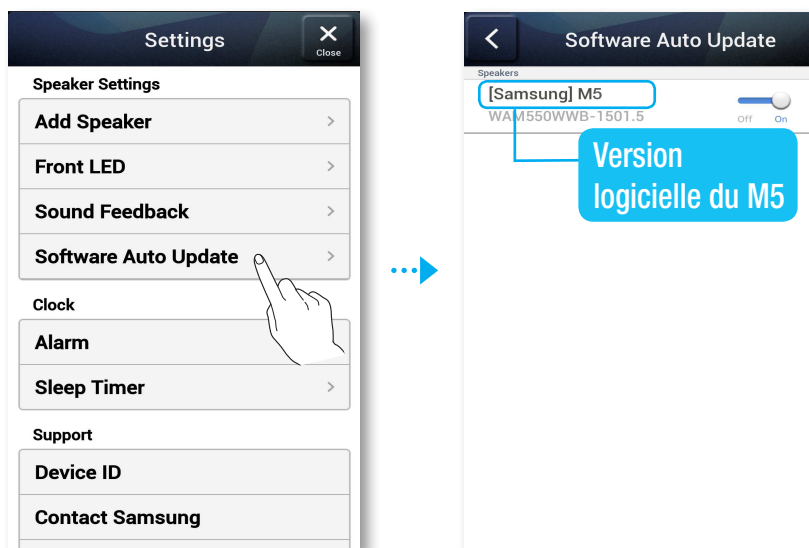 Settings
Close
Speaker Settings
Add Speaker
Front LED
Sound Feedback
Software Auto Update
Clock
Alarm
Sleep Timer
Support
Device ID
Contact Samsung
Software Auto Update
Speakers
[Samsung] M5
WAM550WWB-1501.5
Off On
Version
logicielle du M5